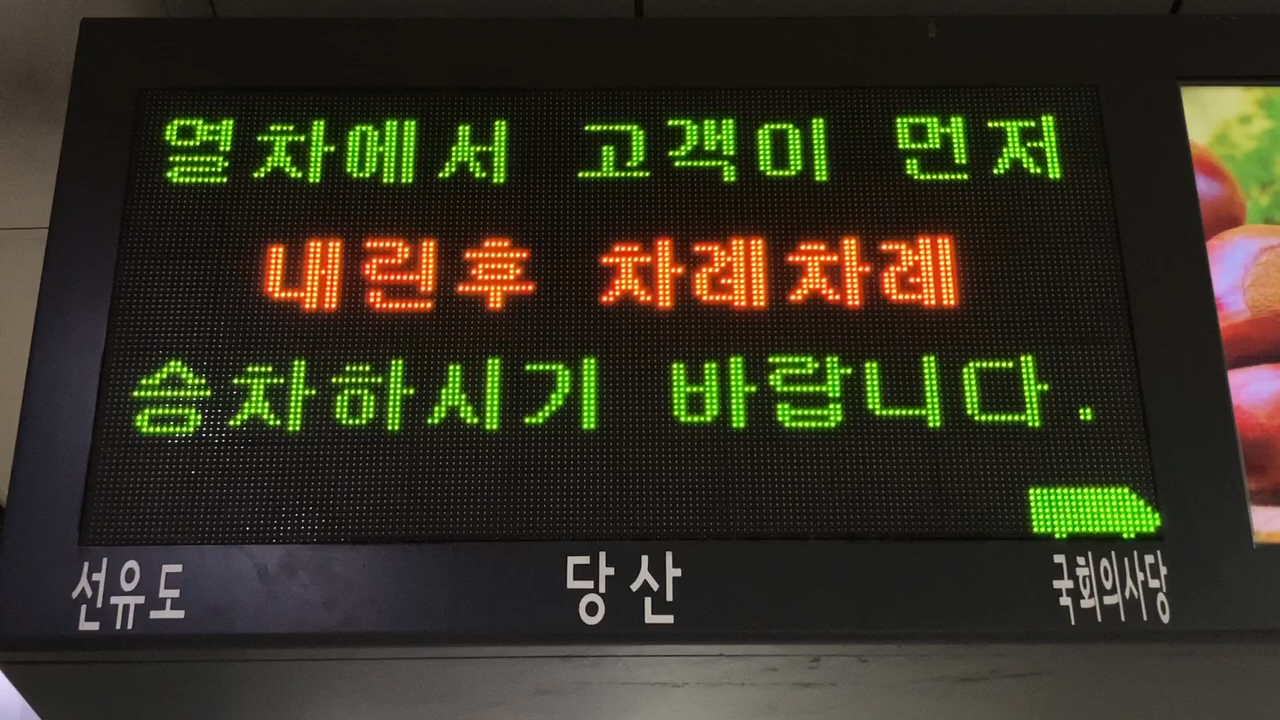 열차에서 고객이 먼저
내린후 차례차례
승차하시기 바랍니다.
선유도 당산 국회의사당